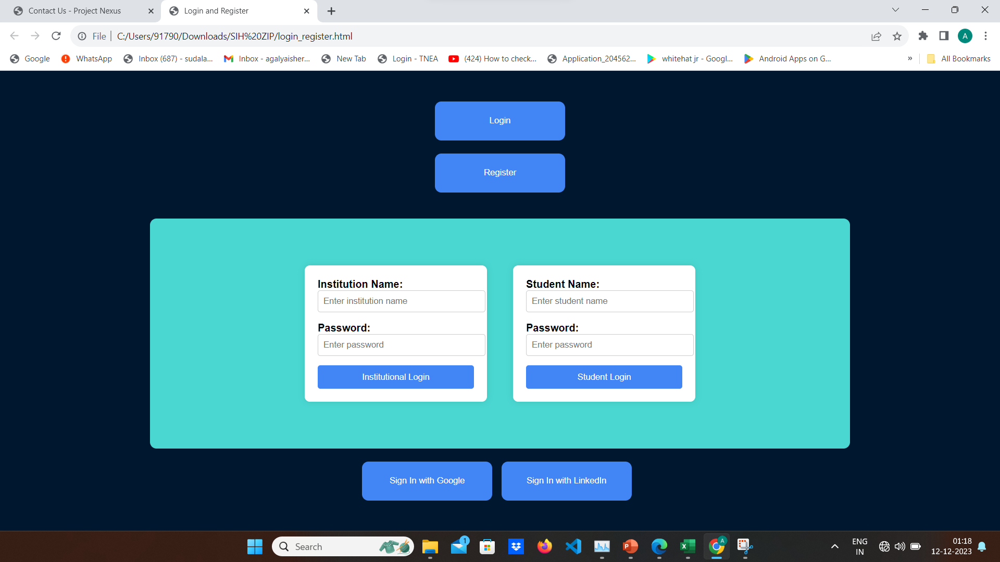 Contact Us - Project Nexus
Login and Register
File
C:/Users/91790/Downloads/SIH%20ZIP/login_register.html
A
Google
WhatsApp
Inbox (687) - sudala...
Inbox - agalyaisher...
New Tab
Login - TNEA
(424) How to check...
Application_204562...
whitehat jr - Googl...
Android Apps on G...
»
All Bookmarks
Login
Register
Institution Name:
Enter institution name
Password:
Enter password
Institutional Login
Student Name:
Enter student name
Password:
Enter password
Student Login
Sign In with Google
Sign In with LinkedIn
Search
1
P
X
A
ENG
IN
01:18
12-12-2023